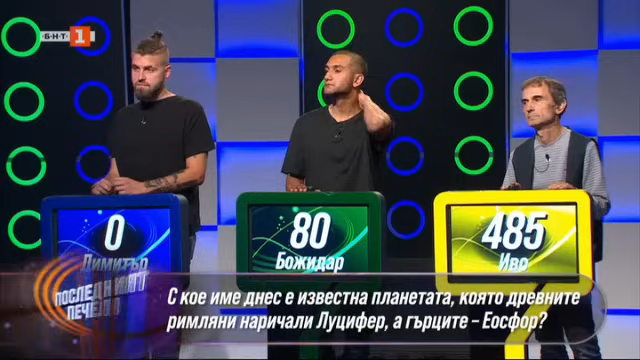 БНТ 1
0
Димитър
80
Божидар
485
Иво
ПОСЛЕДНИЯТ
ПЕЧЕЛИ
С кое име днес е известна планетата, която древните
римляни наричали Луцифер, а гърците – Еосфор?